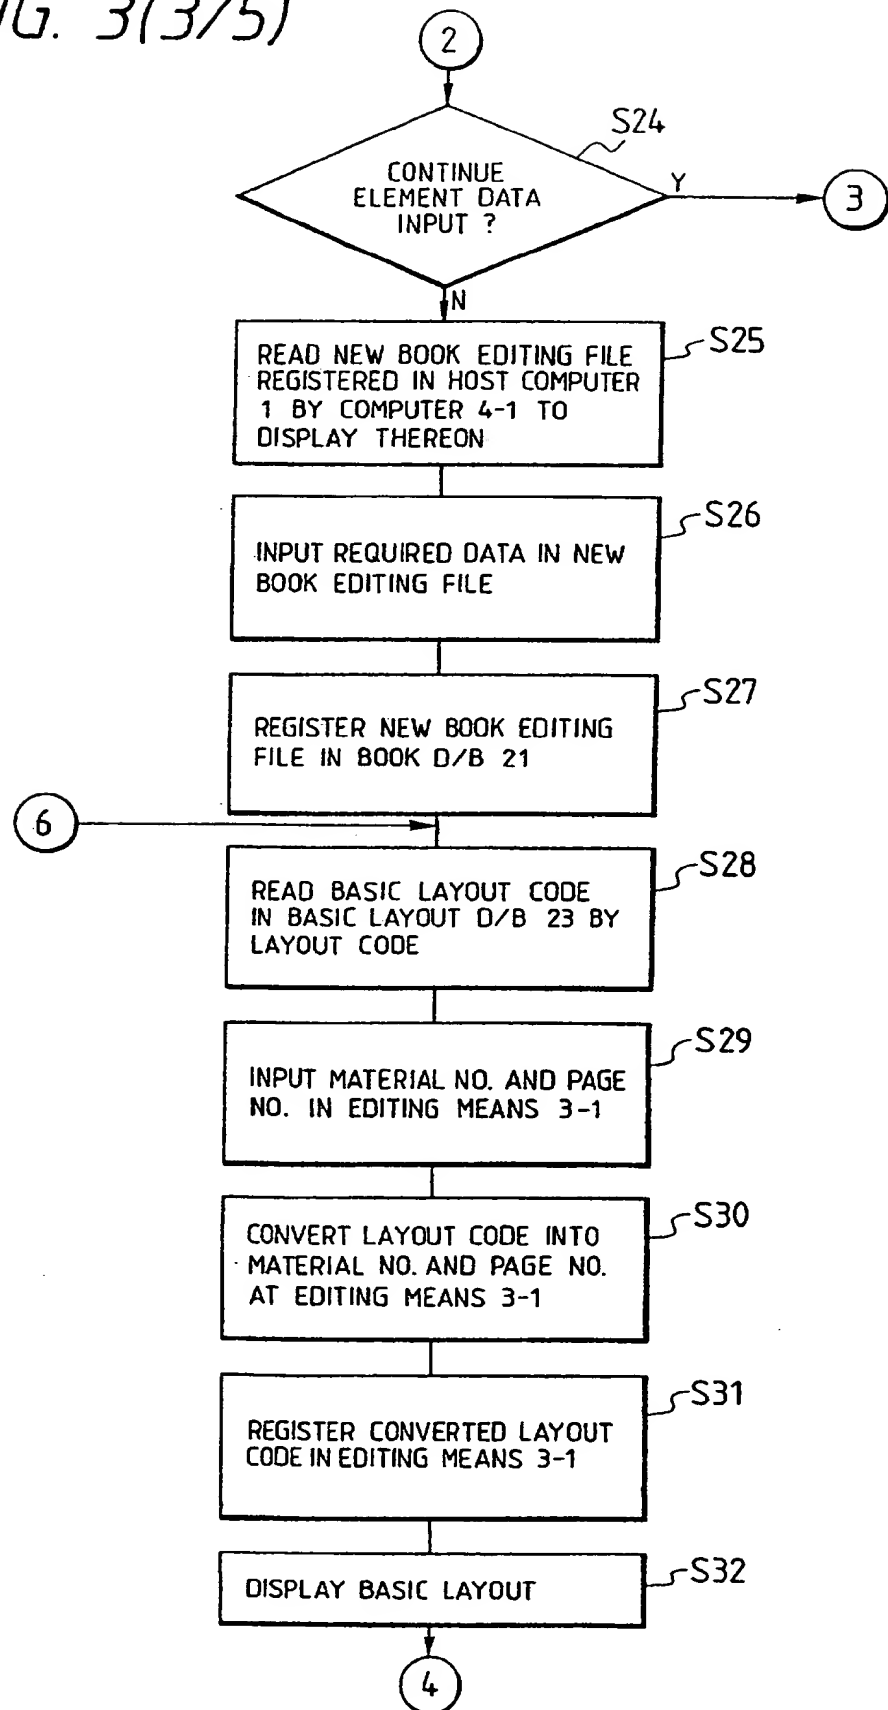 FIG. 3(3/5)
2
S24
CONTINUE
ELEMENT DATA
INPUT ?
Y
3
N
S25
READ NEW BOOK EDITING FILE
REGISTERED IN HOST COMPUTER
1 BY COMPUTER 4-1 TO
DISPLAY THEREON
S26
INPUT REQUIRED DATA IN NEW
BOOK EDITING FILE
S27
REGISTER NEW BOOK EDITING
FILE IN BOOK D/B 21
6
S28
READ BASIC LAYOUT CODE
IN BASIC LAYOUT D/B 23 BY
LAYOUT CODE
S29
INPUT MATERIAL NO. AND PAGE
NO. IN EDITING MEANS 3-1
S30
CONVERT LAYOUT CODE INTO
MATERIAL NO. AND PAGE NO.
AT EDITING MEANS 3-1
S31
REGISTER CONVERTED LAYOUT
CODE IN EDITING MEANS 3-1
S32
DISPLAY BASIC LAYOUT
4